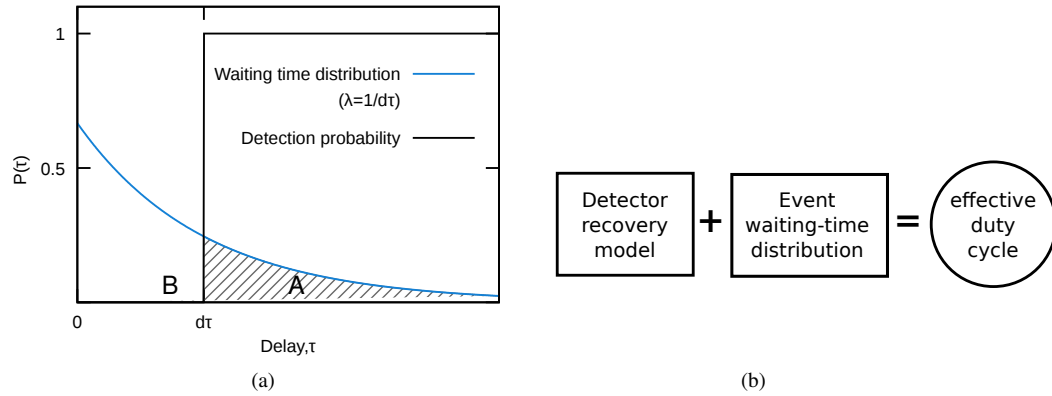 1
0.5
P(τ)
Waiting time distribution
(λ=1/dτ)
Detection probability
B
A
0
dτ
Delay,τ
(a)
Detector
recovery
model
+
Event
waiting-time
distribution
=
effective
duty
cycle
(b)